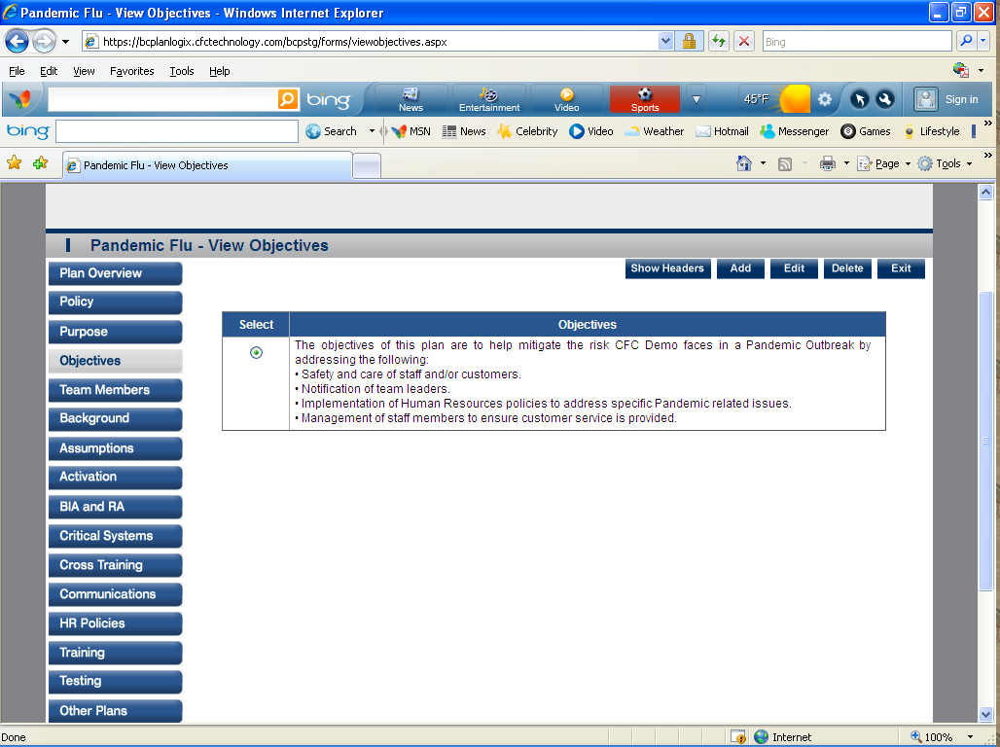 Pandemic Flu - View Objectives - Windows Internet Explorer
https://bcplanlogix.cfctechnology.com/bcpstg/forms/viewobjectives.aspx
Bing
File Edit View Favorites Tools Help
bing News Entertainment Video Sports 45°F Sign in
bing Search MSN News Celebrity Video Weather Hotmail Messenger Games Lifestyle
Pandemic Flu - View Objectives Page Tools
Pandemic Flu - View Objectives
Show Headers Add Edit Delete Exit
Plan Overview
Policy
Purpose
Objectives
Team Members
Background
Assumptions
Activation
BIA and RA
Critical Systems
Cross Training
Communications
HR Policies
Training
Testing
Other Plans
Select Objectives
The objectives of this plan are to help mitigate the risk CFC Demo faces in a Pandemic Outbreak by
addressing the following:
• Safety and care of staff and/or customers.
• Notification of team leaders.
• Implementation of Human Resources policies to address specific Pandemic related issues.
• Management of staff members to ensure customer service is provided.
Done Internet 100%